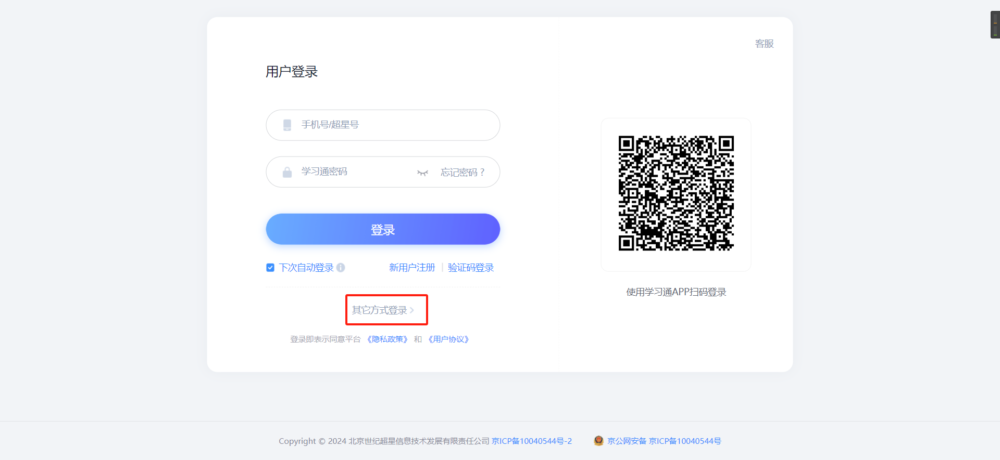 客服
用户登录
手机号/超星号
学习通密码 忘记密码？
登录
下次自动登录 新用户注册 验证码登录
其它方式登录
登录即表示同意平台 《隐私政策》 和 《用户协议》
使用学习通APP扫码登录
Copyright © 2024 北京世纪超星信息技术发展有限责任公司 京ICP备10040544号-2 京公网安备 京ICP备10040544号